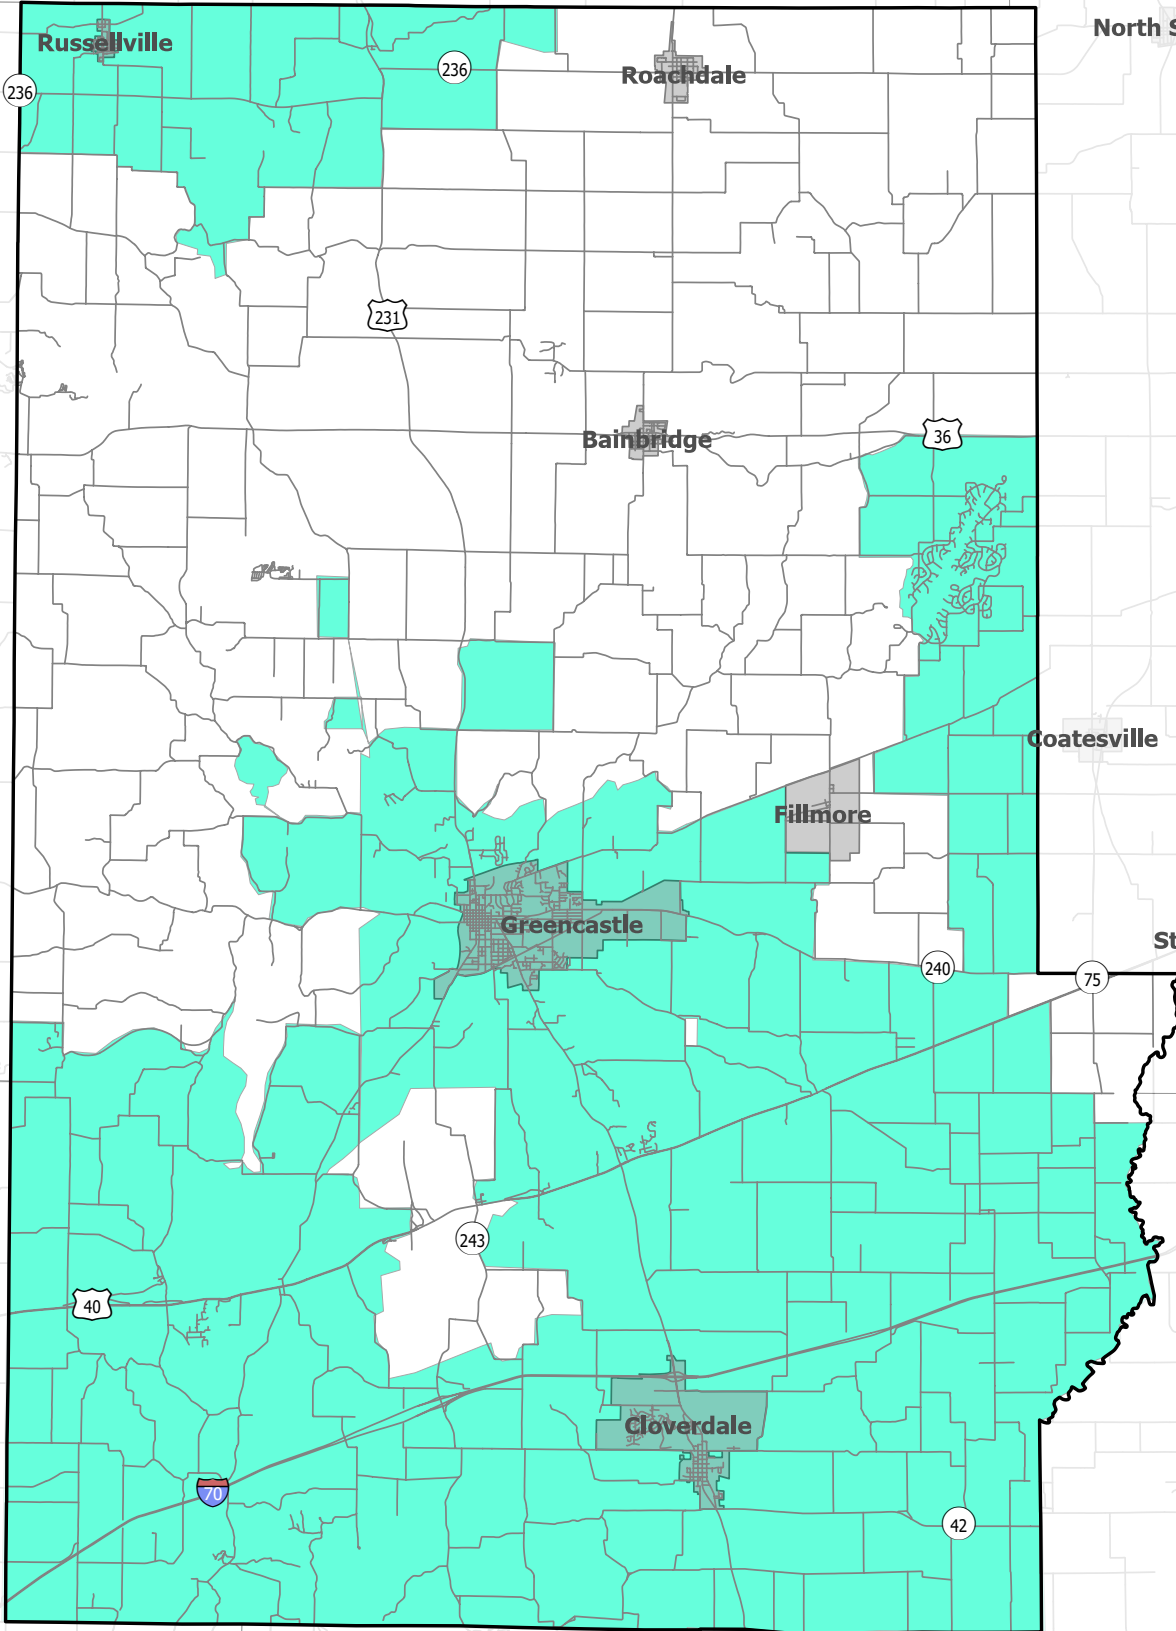 North S
Russellville
236
Roachdale
236
231
36
Bainbridge
Coatesville
Fillmore
Greencastle
St
240
75
243
40
Cloverdale
70
42